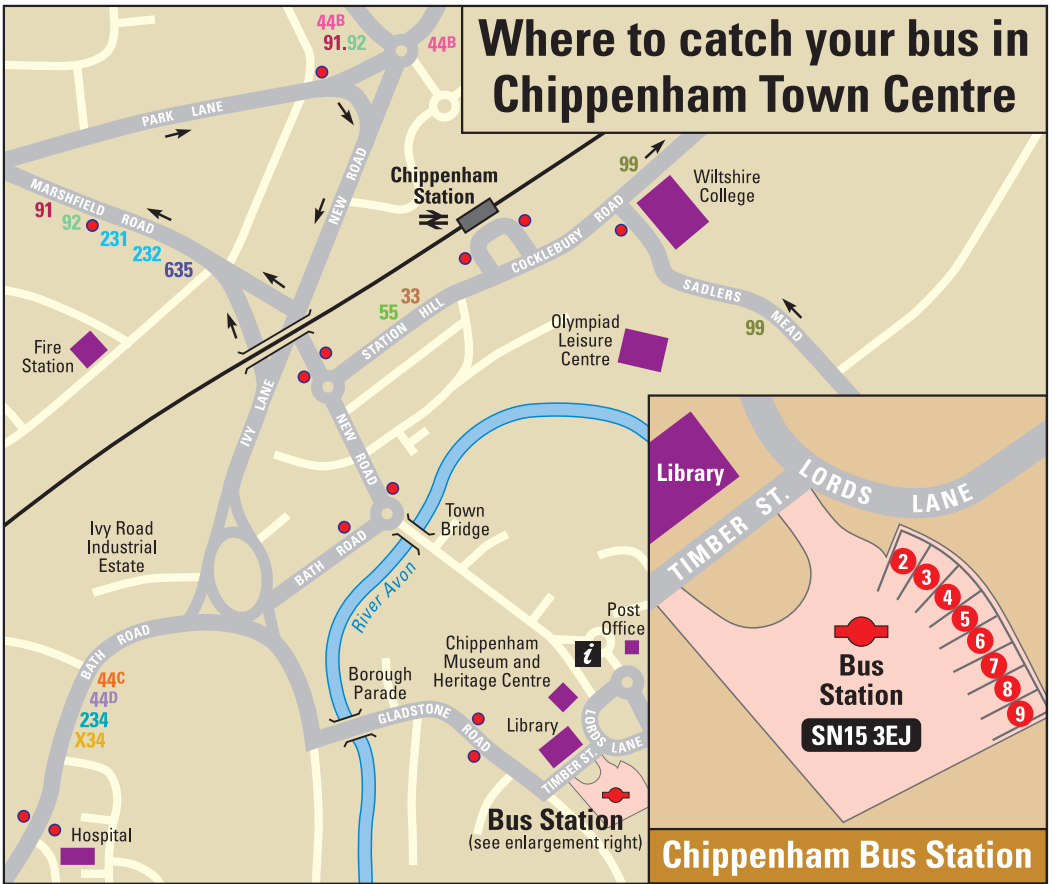 Where to catch your bus in
Chippenham Town Centre
44B
91.92
44B
PARK LANE
NEW ROAD
Chippenham
Station
99
Wiltshire
College
MARSHFIELD ROAD
91
92
231
232
635
COCKLEBURY ROAD
33
55
STATION HILL
SADLERS MEAD
99
Olympiad
Leisure
Centre
Fire
Station
IVY LANE
NEW ROAD
Town
Bridge
Ivy Road
Industrial
Estate
BATH ROAD
River Avon
BATH ROAD
44C
44D
234
X34
Borough
Parade
GLADSTONE ROAD
Chippenham
Museum and
Heritage Centre
Post
Office
i
Library
LORDS LANE
TIMBER ST.
Bus Station
(see enlargement right)
Hospital
Library
TIMBER ST.
LORDS LANE
2
3
4
5
6
7
8
9
Bus
Station
SN15 3EJ
Chippenham Bus Station